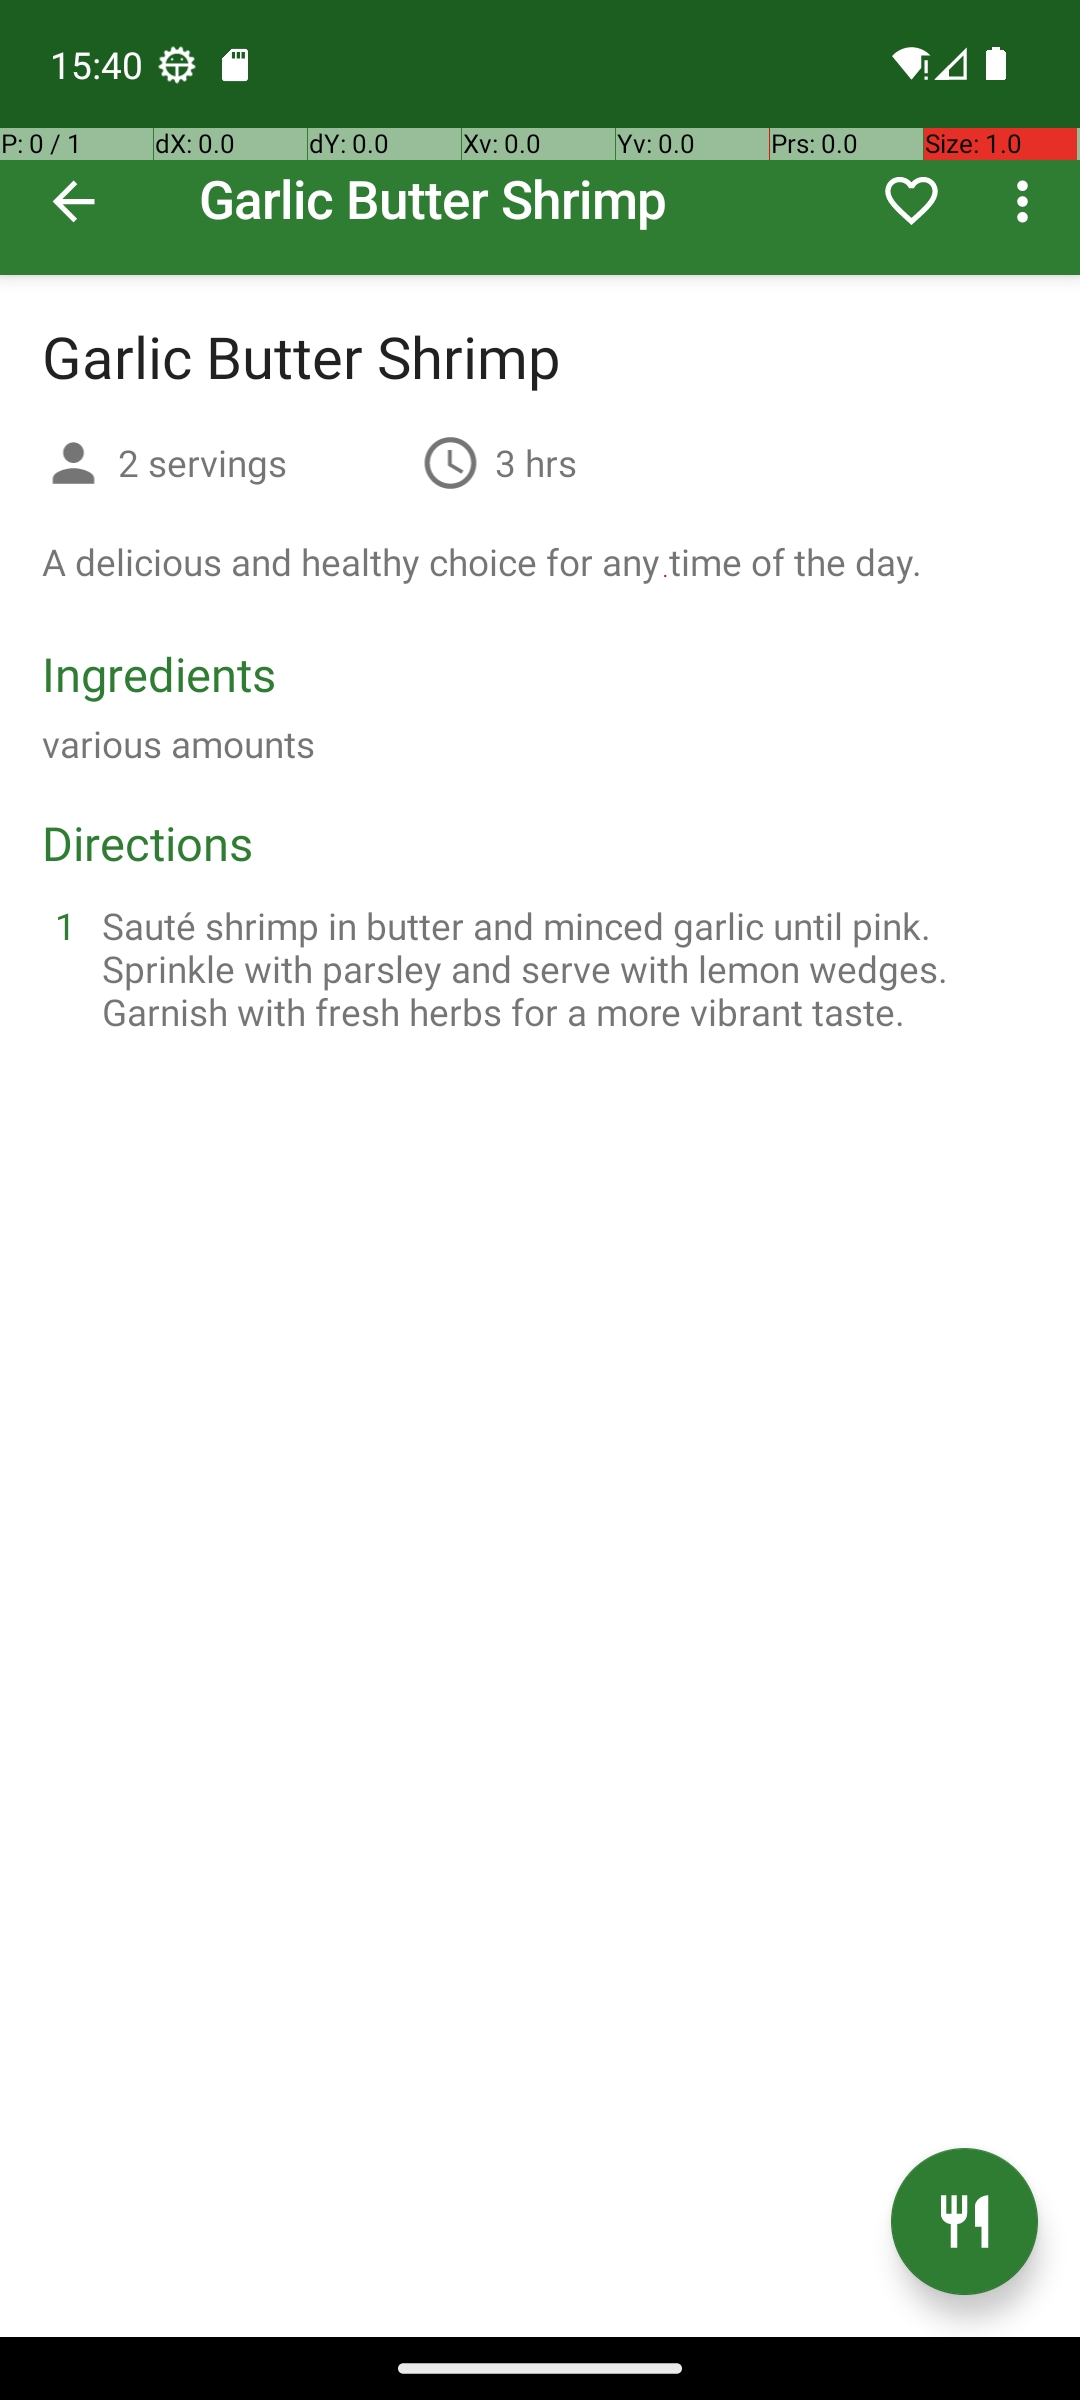 15:40
P: 0 / 1
dX: 0.0
dY: 0.0
Xv: 0.0
Yv: 0.0
Prs: 0.0
Size: 1.0
Garlic Butter Shrimp
Garlic Butter Shrimp
2 servings
3 hrs
A delicious and healthy choice for any time of the day.
Ingredients
various amounts
Directions
1 Sauté shrimp in butter and minced garlic until pink.
Sprinkle with parsley and serve with lemon wedges.
Garnish with fresh herbs for a more vibrant taste.